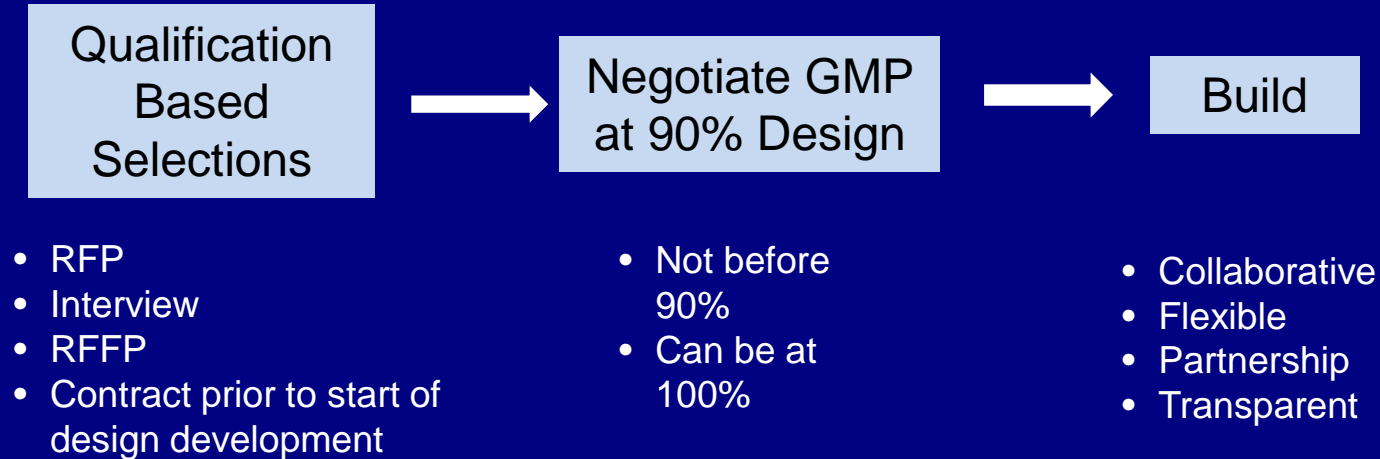 Qualification
Based
Selections
Negotiate GMP
at 90% Design
Build
• RFP
• Interview
• RFFP
• Contract prior to start of
design development
• Not before
90%
• Can be at
100%
• Collaborative
• Flexible
• Partnership
• Transparent